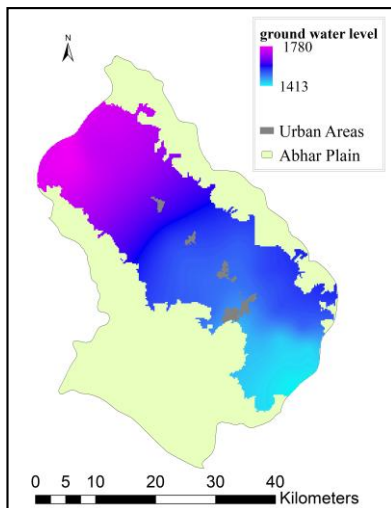 N
ground water level
1780
1413
Urban Areas
Abhar Plain
0 5 10 20 30 40
Kilometers